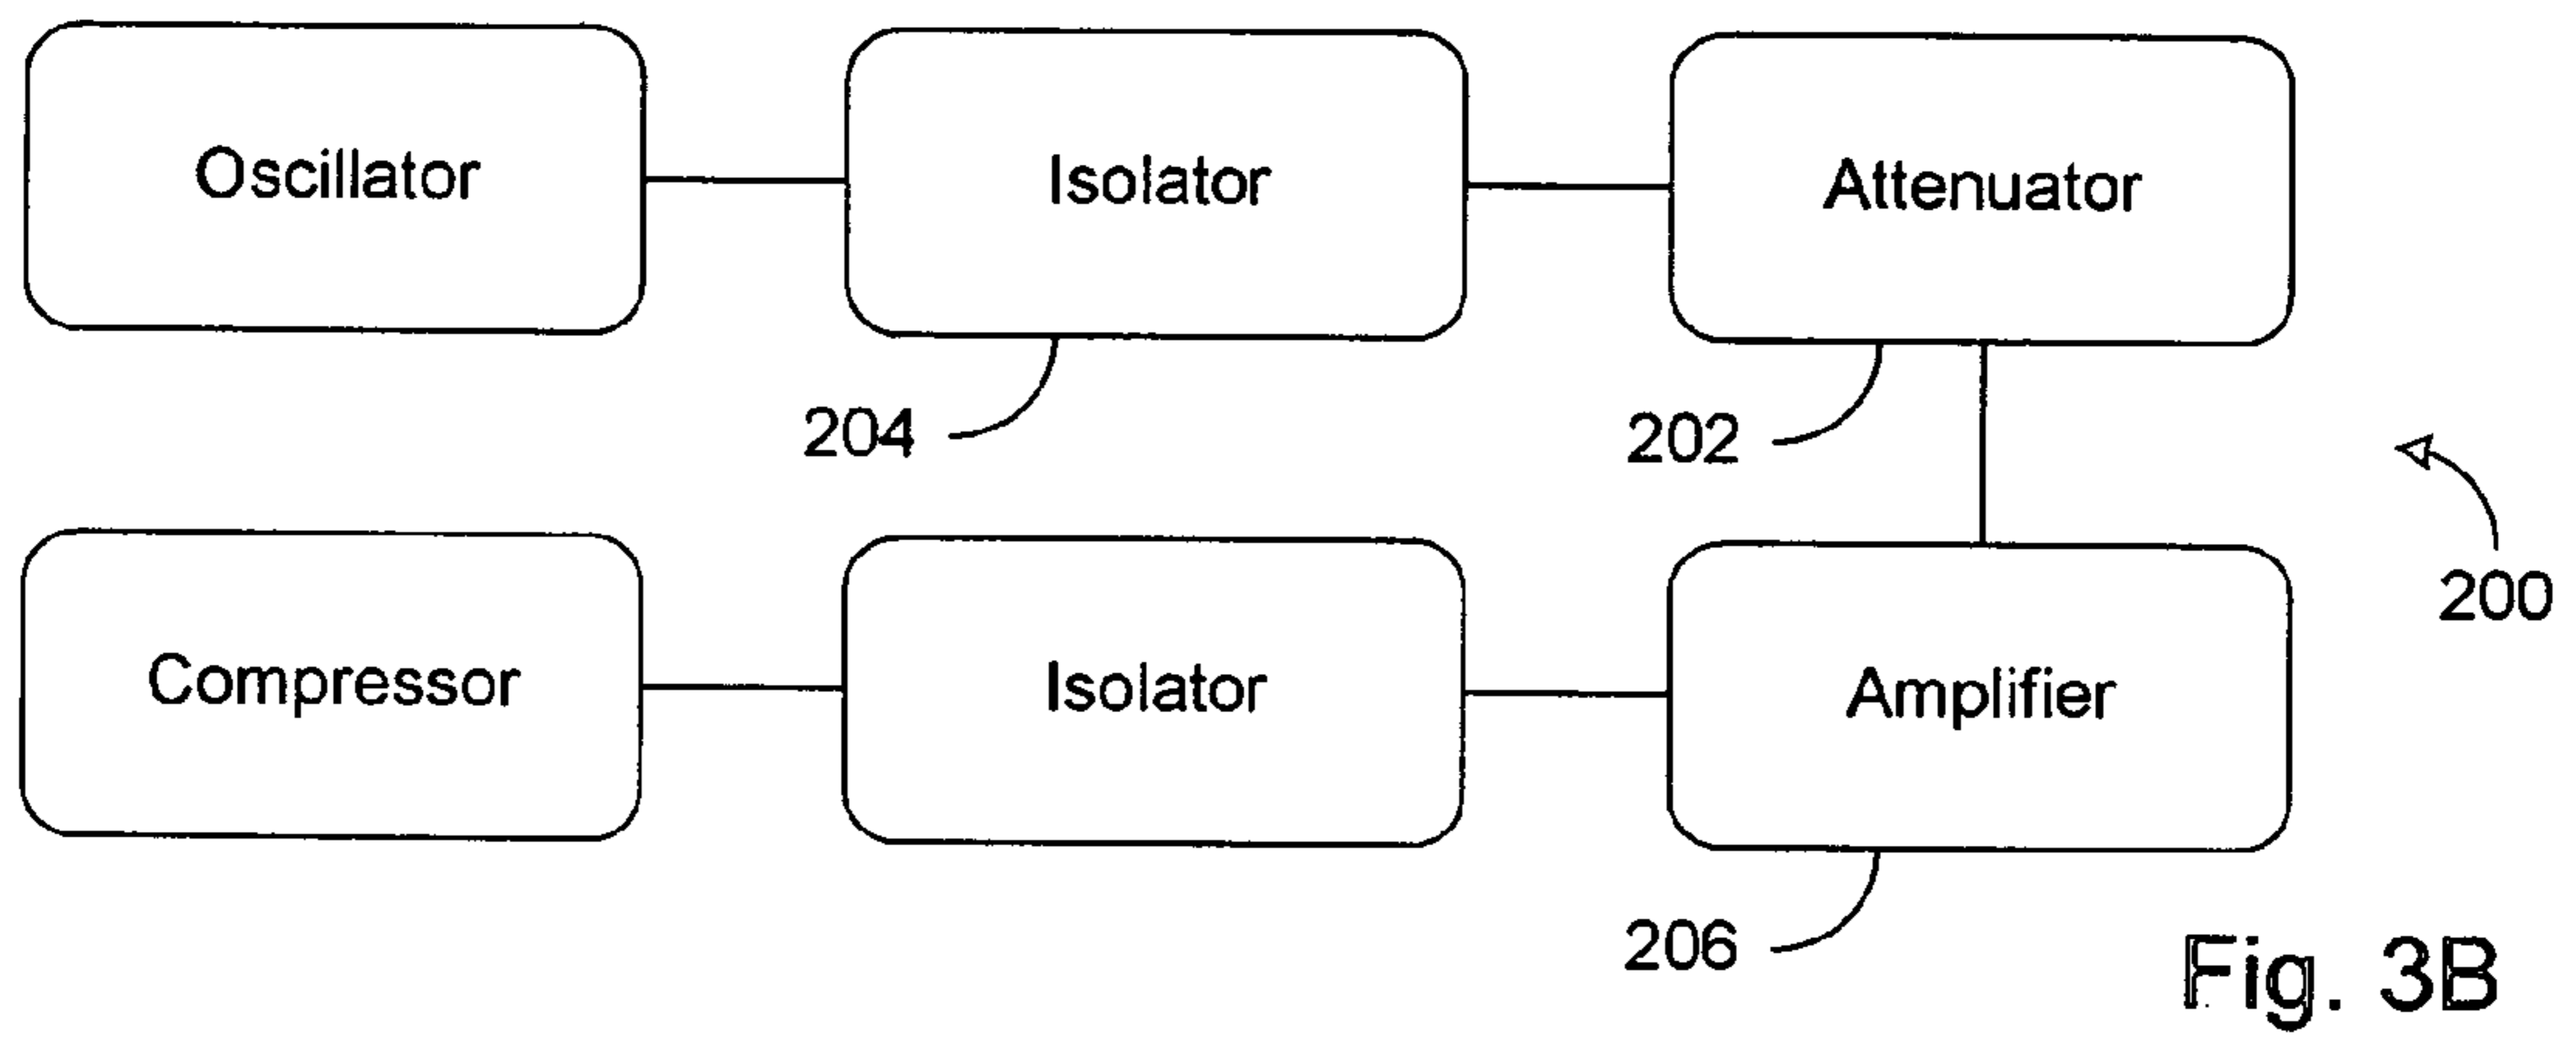 Oscillator
Isolator
Attenuator
204
202
200
Compressor
Isolator
Amplifier
206
Fig. 3B